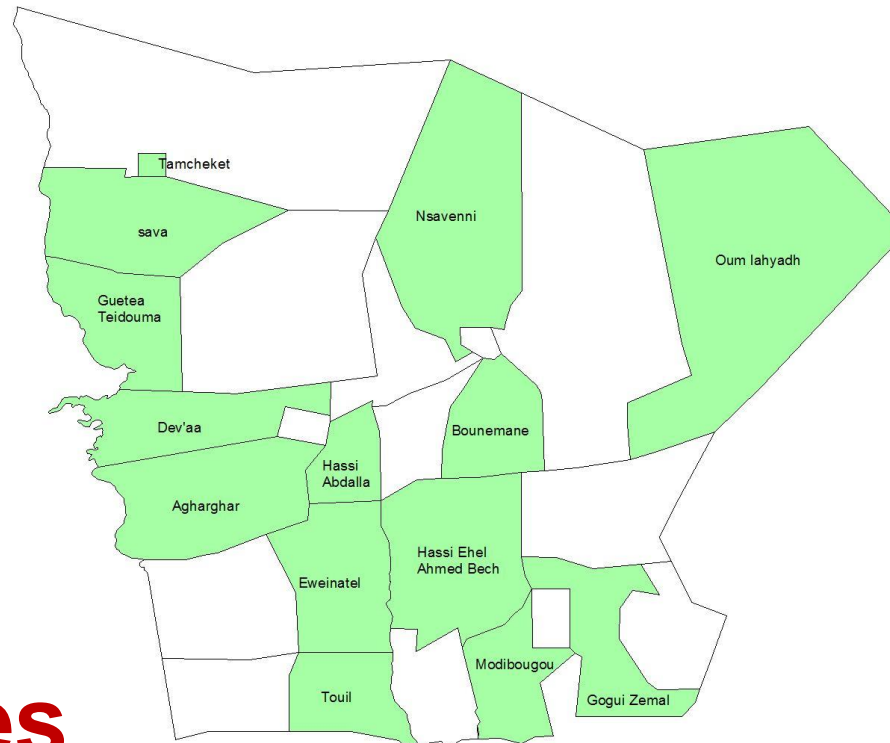 Tamcheket
Nsavenni
sava
Oum lahyadh
Guetea
Teidouma
Dev'aa
Bounemane
Hassi
Abdalla
Agharghar
Hassi Ehel
Ahmed Bech
Eweinatel
Modibougou
Touil
Gogui Zemal
es